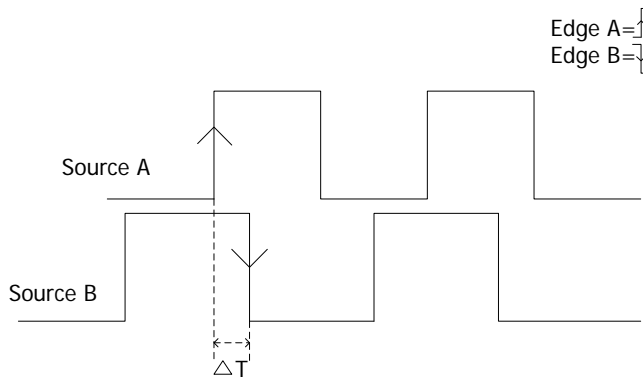 Edge A=
Edge B=
Source A
Source B
△T